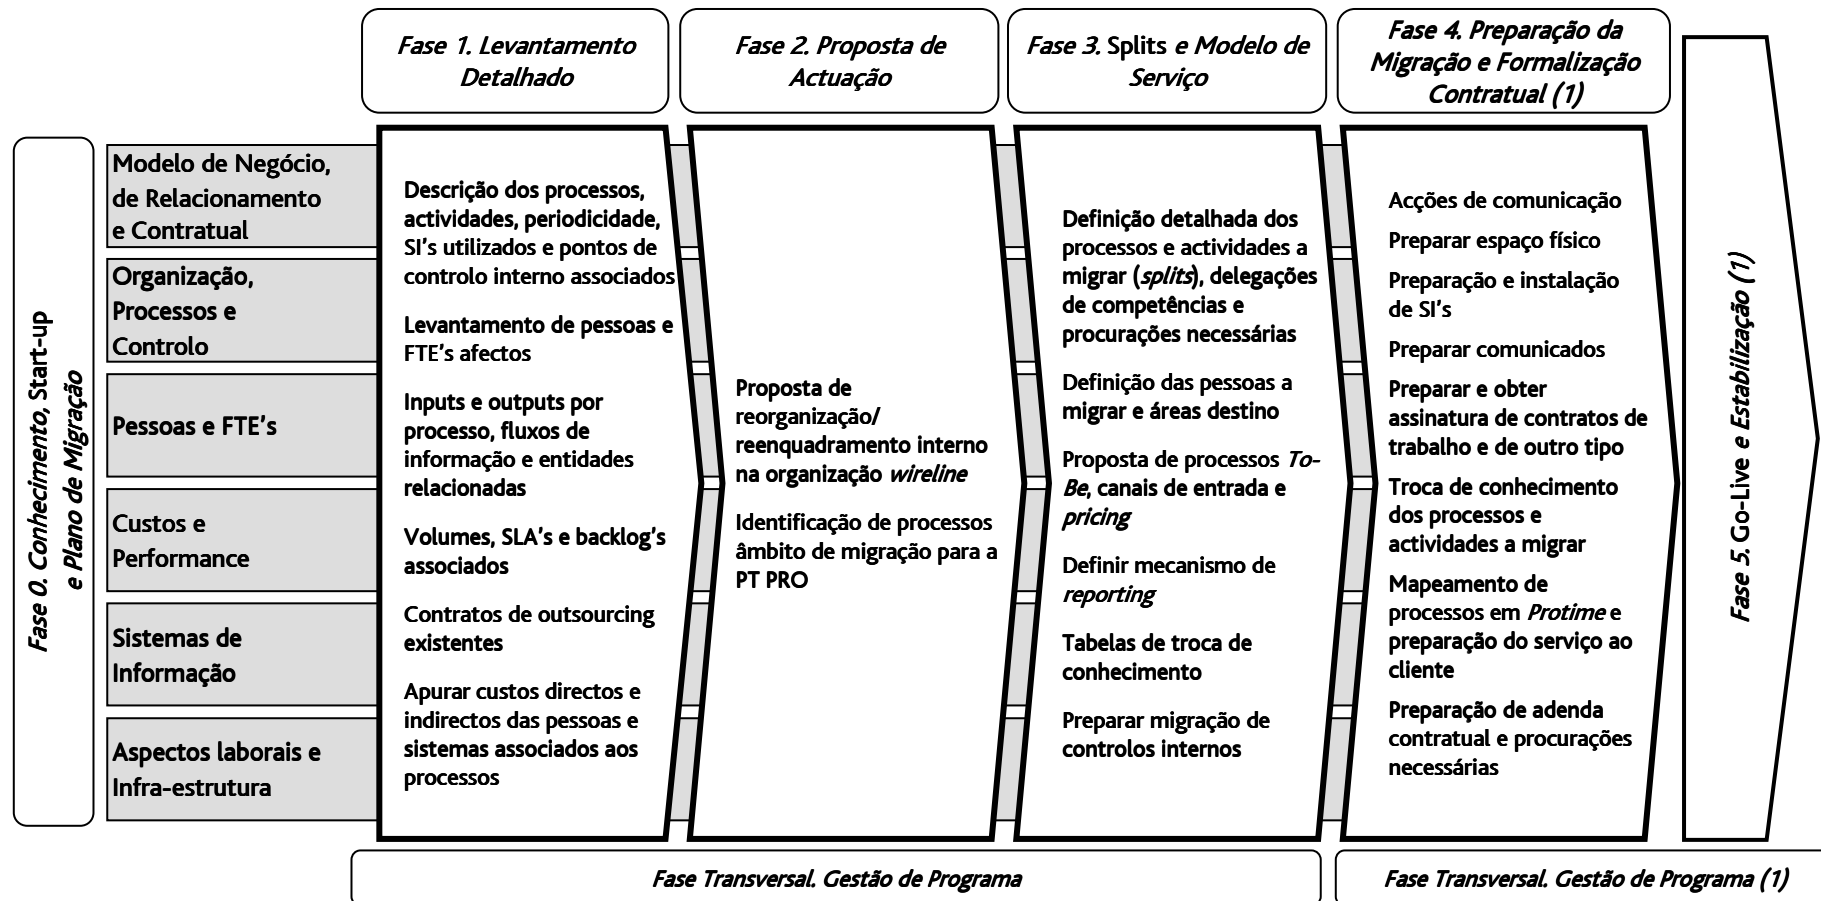 Fase 1. Levantamento
Detalhado
Fase 2. Proposta de
Actuação
Fase 3. Splits e Modelo de
Serviço
Fase 4. Preparação da
Migração e Formalização
Contratual (1)
Fase 0. Conhecimento, Start-up
e Plano de Migração
Modelo de Negócio,
de Relacionamento
e Contratual
Organização,
Processos e
Controlo
Pessoas e FTE's
Custos e
Performance
Sistemas de
Informação
Aspectos laborais e
Infra-estrutura
Descrição dos processos,
actividades, periodicidade,
SI's utilizados e pontos de
controlo interno associados
Levantamento de pessoas e
FTE's afectos
Inputs e outputs por
processo, fluxos de
informação e entidades
relacionadas
Volumes, SLA's e backlog's
associados
Contratos de outsourcing
existentes
Apurar custos directos e
indirectos das pessoas e
sistemas associados aos
processos
Proposta de
reorganização/
reenquadramento interno
na organização wireline
Identificação de processos
âmbito de migração para a
PT PRO
Definição detalhada dos
processos e actividades a
migrar (splits), delegações
de competências e
procurações necessárias
Definição das pessoas a
migrar e áreas destino
Proposta de processos To-
Be, canais de entrada e
pricing
Definir mecanismo de
reporting
Tabelas de troca de
conhecimento
Preparar migração de
controlos internos
Acções de comunicação
Preparar espaço físico
Preparação e instalação
de SI's
Preparar comunicados
Preparar e obter
assinatura de contratos de
trabalho e de outro tipo
Troca de conhecimento
dos processos e
actividades a migrar
Mapeamento de
processos em Protime e
preparação do serviço ao
cliente
Preparação de adenda
contratual e procurações
necessárias
Fase 5. Go-Live e Estabilização (1)
Fase Transversal. Gestão de Programa
Fase Transversal. Gestão de Programa (1)